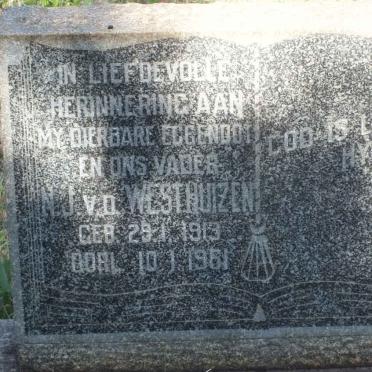 IN LIEFDEVOLLE
HERINNERING AAN
MY DIERBARE EGGENOOT
EN ONS VADER
N.J. V.D. WESTHUIZEN
GEB. 29.1.1913
OORL. 10.1.1961
GOD IS L
HY